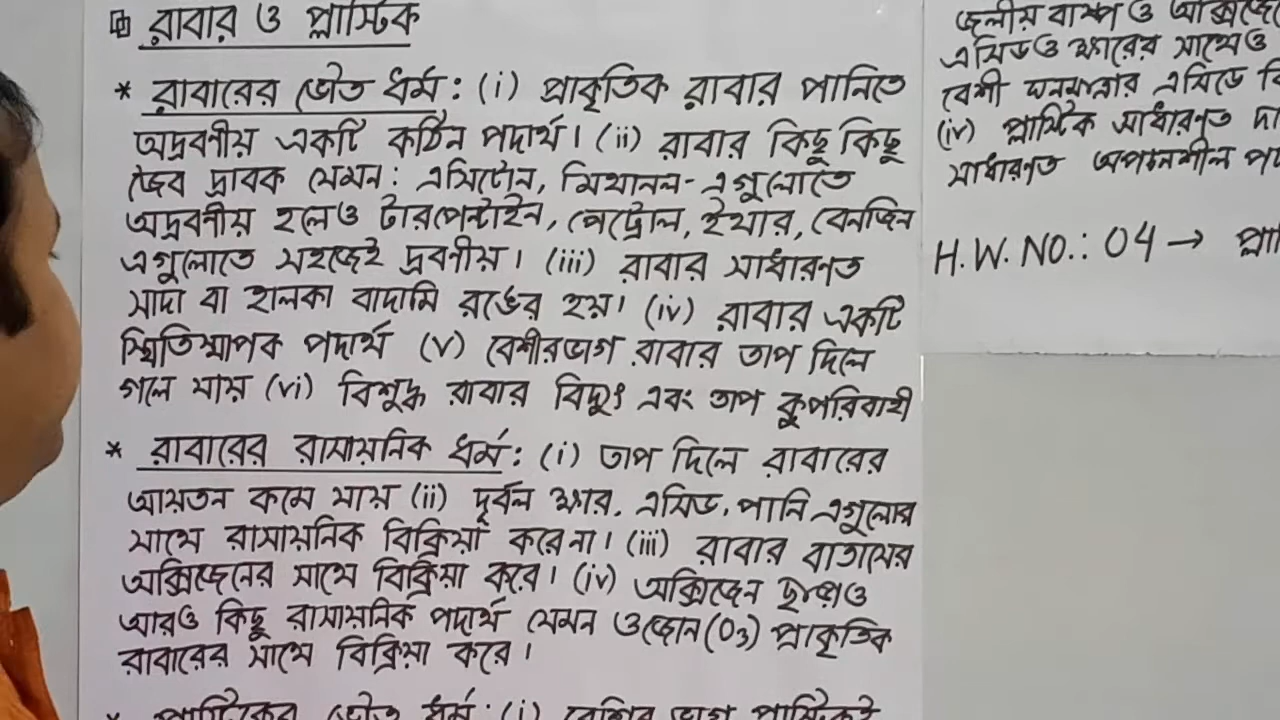 রাবার ও প্লাস্টিক
* রাবারের ভৌত ধর্ম : (i) প্রাকৃতিক রাবার পানিতে
অদ্রবণীয় একটি কঠিন পদার্থ। (ii) রাবার কিছু কিছু
জৈব দ্রাবক যেমন : এসিটোন, মিথানল- এগুলোতে
অদ্রবণীয় হলেও টারপেন্টাইন, পেট্রোল, ইথার, বেনজিন
এগুলোতে সহজেই দ্রবণীয়। (iii) রাবার সাধারণত
সাদা বা হালকা বাদামি রঙের হয়। (iv) রাবার একটি
স্থিতিস্থাপক পদার্থ (v) বেশীরভাগ রাবার তাপ দিলে
গলে যায় (vi) বিশুদ্ধ রাবার বিদ্যুৎ এবং তাপ কুপরিবাহী
* রাবারের রাসায়নিক ধর্ম : (i) তাপ দিলে রাবারের
আয়তন কমে যায় (ii) দূর্বল ক্ষার, এসিড, পানি এগুলোর
সাথে রাসায়নিক বিক্রিয়া করে না। (iii) রাবার বাতাসের
অক্সিজেনের সাথে বিক্রিয়া করে। (iv) অক্সিজেন ছাড়াও
আরও কিছু রাসায়নিক পদার্থ যেমন ওজোন (O₃) প্রাকৃতিক
রাবারের সাথে বিক্রিয়া করে।
* প্লাস্টিকের ভৌত ধর্ম : (i) বেশির ভাগ প্লাস্টিকই
জলীয় বাষ্প ও
এসিড ও ক্ষারের সাথেও
বেশী ঘনমাত্রার এসিডে
(iv) প্লাস্টিক সাধারণত
সাধারণত অপচনশীল
H.W. NO.: 04 →